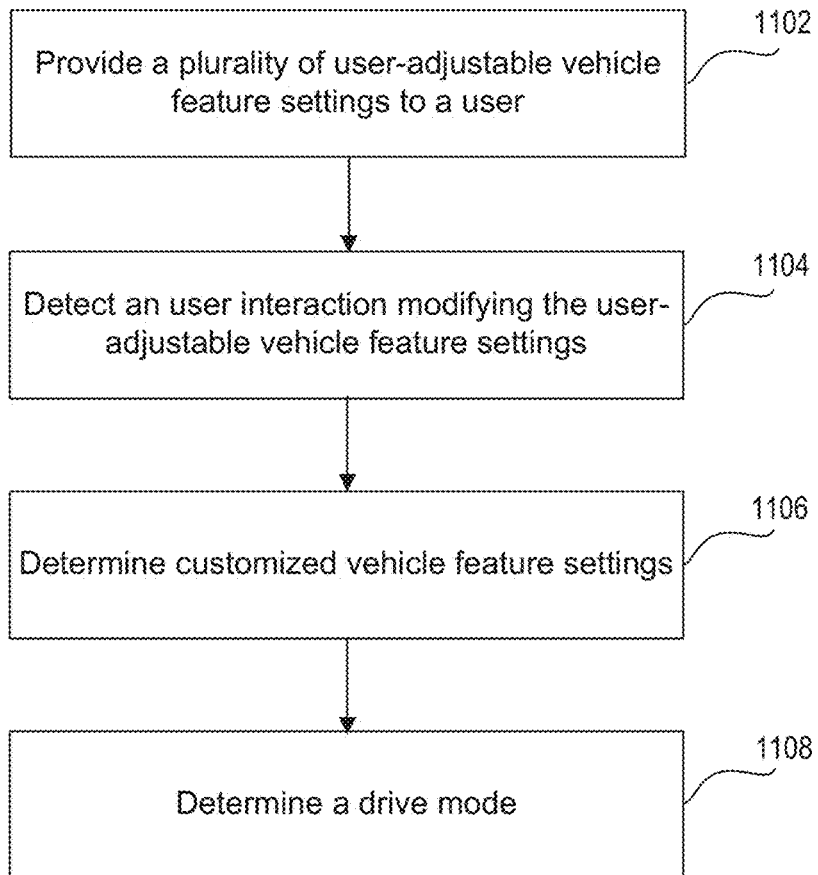 1102
Provide a plurality of user-adjustable vehicle
feature settings to a user
1104
Detect an user interaction modifying the user-
adjustable vehicle feature settings
1106
Determine customized vehicle feature settings
1108
Determine a drive mode